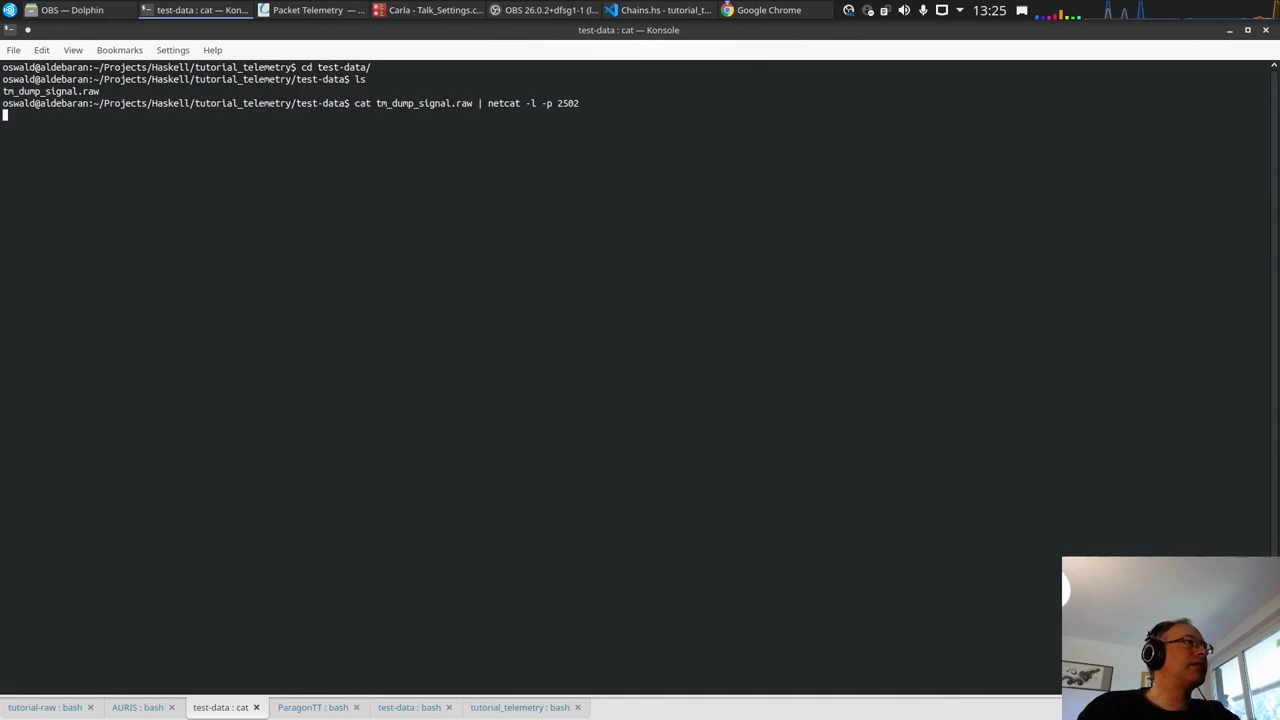 OBS — Dolphin
test-data : cat — Kon...
Packet Telemetry — ...
Carla - Talk_Settings.c...
OBS 26.0.2+dfsg1-1 (l...
Chains.hs - tutorial_t...
Google Chrome
13:25
test-data : cat — Konsole
File Edit View Bookmarks Settings Help
oswald@aldebaran:~/Projects/Haskell/tutorial_telemetry$ cd test-data/
oswald@aldebaran:~/Projects/Haskell/tutorial_telemetry/test-data$ ls
tm_dump_signal.raw
oswald@aldebaran:~/Projects/Haskell/tutorial_telemetry/test-data$ cat tm_dump_signal.raw | netcat -l -p 2502
tutorial-raw : bash
AURIS : bash
test-data : cat
ParagonTT : bash
test-data : bash
tutorial_telemetry : bash